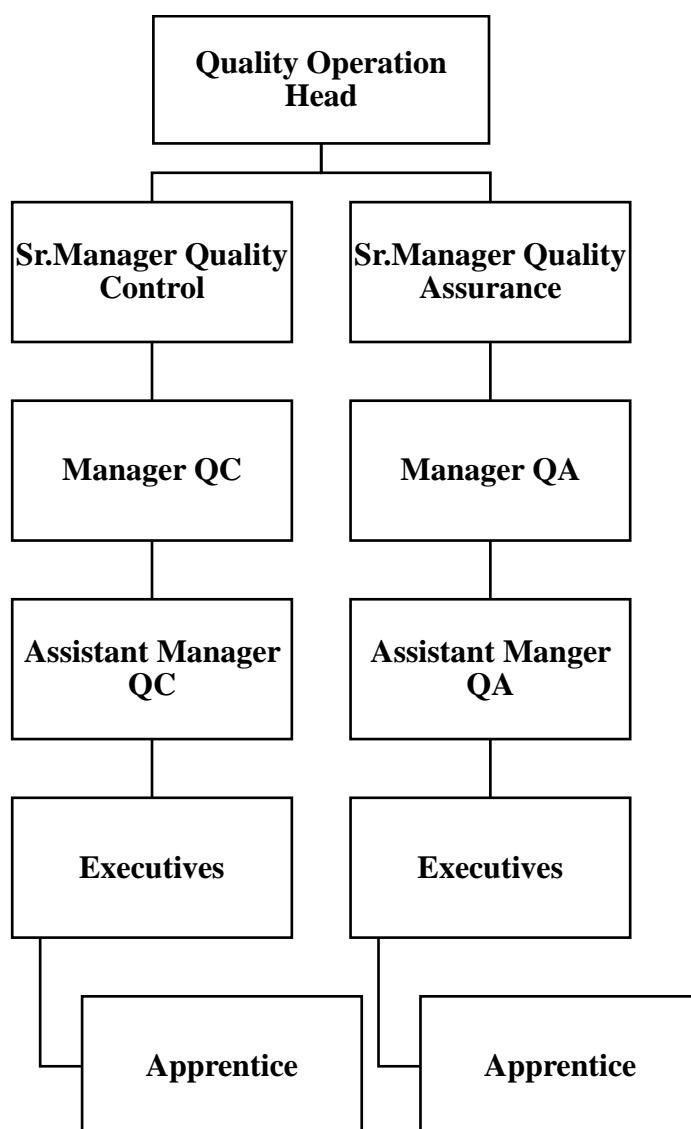 Quality Operation
Head
Sr.Manager Quality
Control
Sr.Manager Quality
Assurance
Manager QC
Manager QA
Assistant Manager
QC
Assistant Manger
QA
Executives
Executives
Apprentice
Apprentice